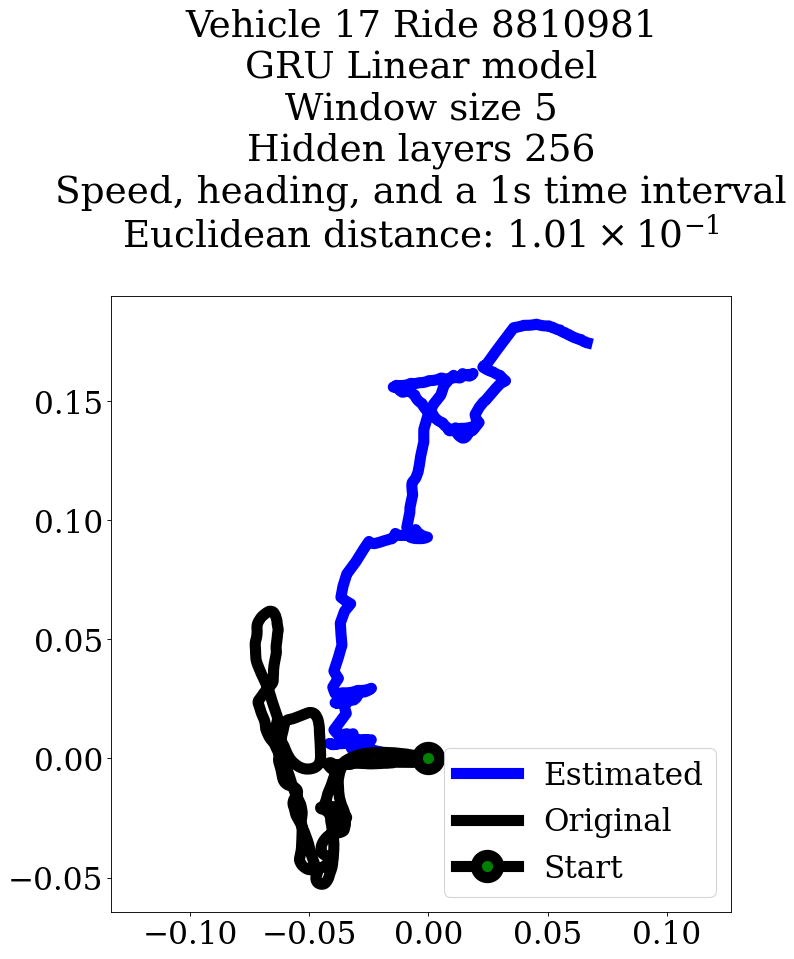 Vehicle 17 Ride 8810981
GRU Linear model
Window size 5
Hidden layers 256
Speed, heading, and a 1s time interval
Euclidean distance: 1.01 × 10⁻¹
0.15
0.10
0.05
0.00
−0.05
Estimated
Original
Start
−0.10 −0.05 0.00 0.05 0.10